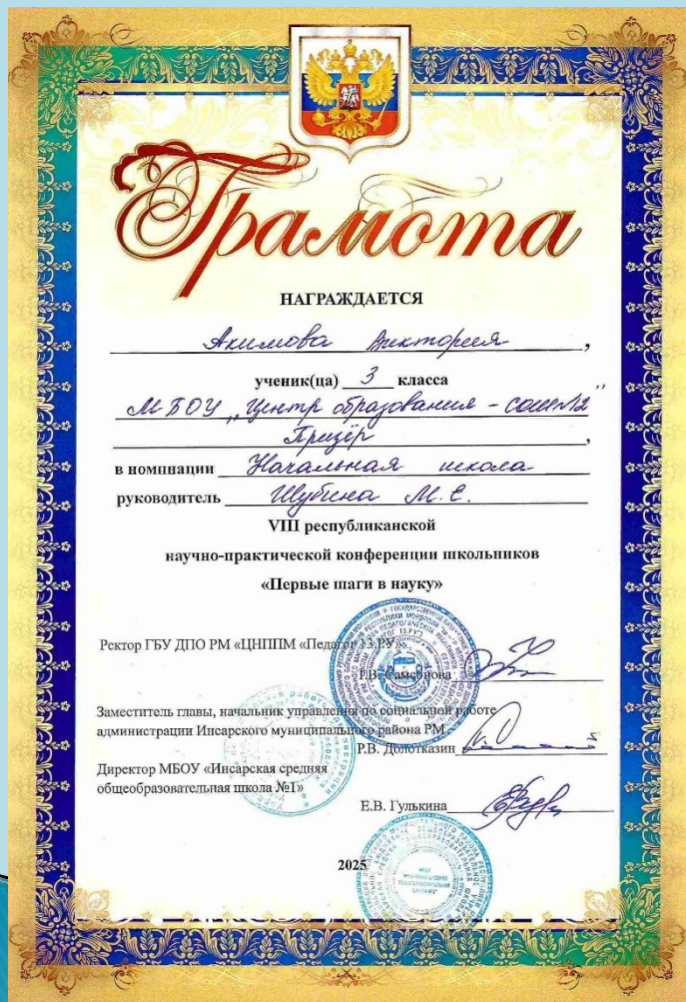 Грамота
НАГРАЖДАЕТСЯ
Акимова Виктория,
ученик(ца) 3 класса
МБОУ „Центр образования - СОШ №12"
Призёр,
в номинации Начальная школа
руководитель Шубина М.Е.
VIII республиканской
научно-практической конференции школьников
«Первые шаги в науку»
Ректор ГБУ ДПО РМ «ЦНППМ «Педагог 13.РУ»
Т.В. Самсонова
Заместитель главы, начальник управления по социальной работе
администрации Инсарского муниципального района РМ
Р.В. Долотказин
Директор МБОУ «Инсарская средняя
общеобразовательная школа №1»
Е.В. Гулькина
2025